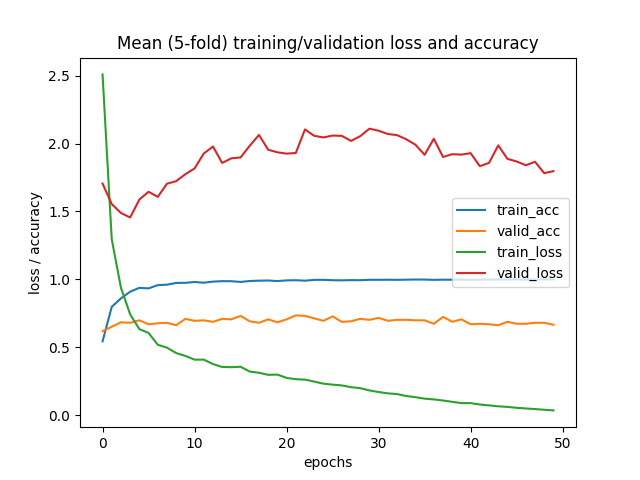 Mean (5-fold) training/validation loss and accuracy
2.5
2.0
1.5
1.0
0.5
0.0
loss / accuracy
train_acc
valid_acc
train_loss
valid_loss
0 10 20 30 40 50
epochs